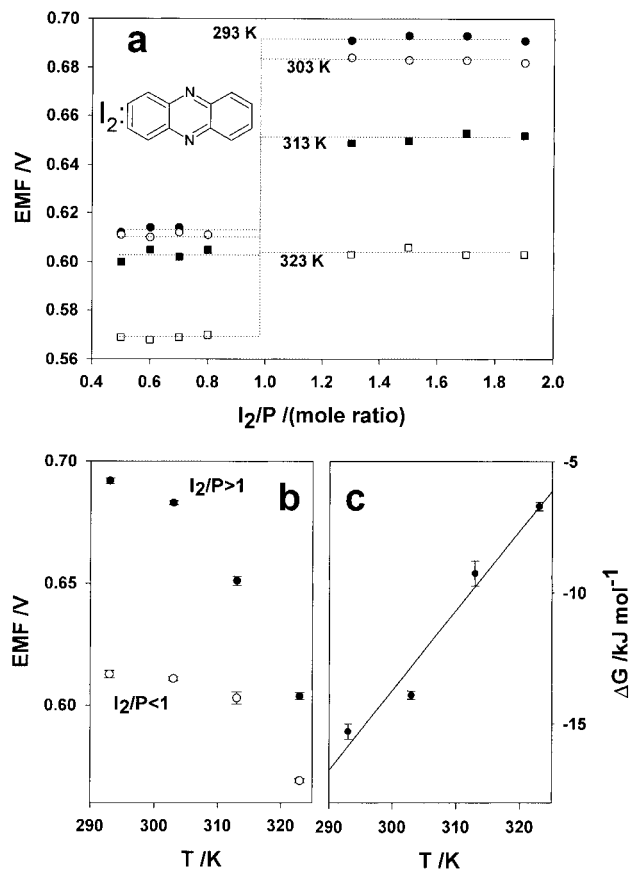 a
0.70
0.68
0.66
0.64
0.62
0.60
0.58
0.56
EMF /V
293 K
303 K
313 K
323 K
I2:
N
N
0.4 0.6 0.8 1.0 1.2 1.4 1.6 1.8 2.0
I2/P /(mole ratio)
b
0.70
0.65
0.60
EMF /V
I2/P>1
I2/P<1
290 300 310 320
T /K
c
-5
-10
-15
ΔG /kJ mol-1
290 300 310 320
T /K